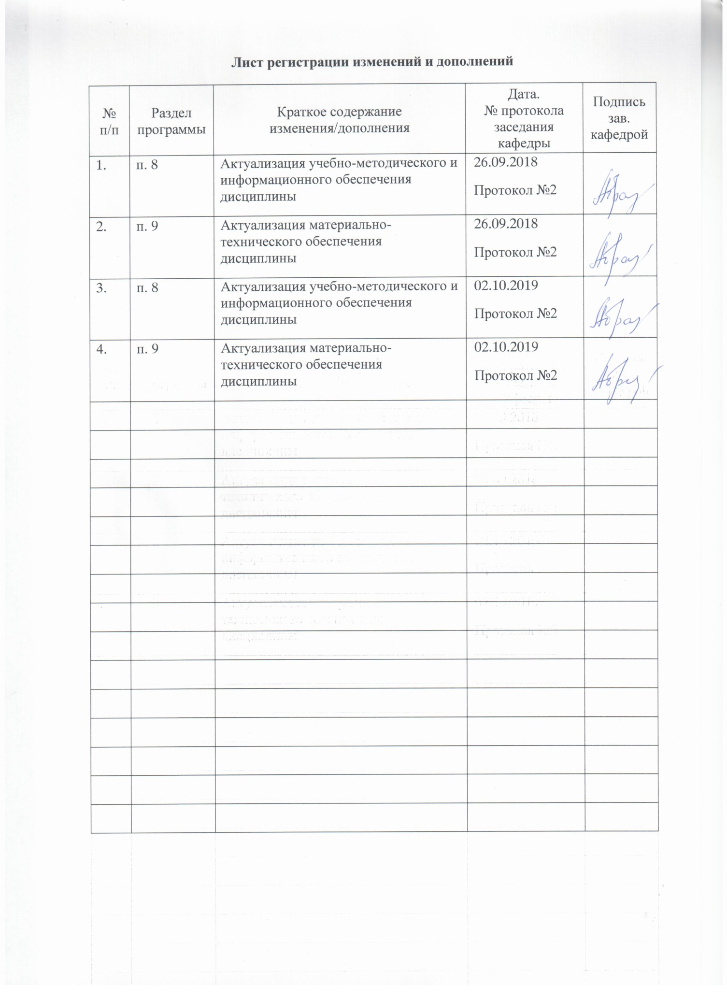 Лист регистрации изменений и дополнений
№
п/п
Раздел
программы
Краткое содержание
изменения/дополнения
Дата.
№ протокола
заседания
кафедры
Подпись
зав.
кафедрой
1.
п. 8
Актуализация учебно-методического и
информационного обеспечения
дисциплины
26.09.2018
Протокол №2
2.
п. 9
Актуализация материально-
технического обеспечения
дисциплины
26.09.2018
Протокол №2
3.
п. 8
Актуализация учебно-методического и
информационного обеспечения
дисциплины
02.10.2019
Протокол №2
4.
п. 9
Актуализация материально-
технического обеспечения
дисциплины
02.10.2019
Протокол №2